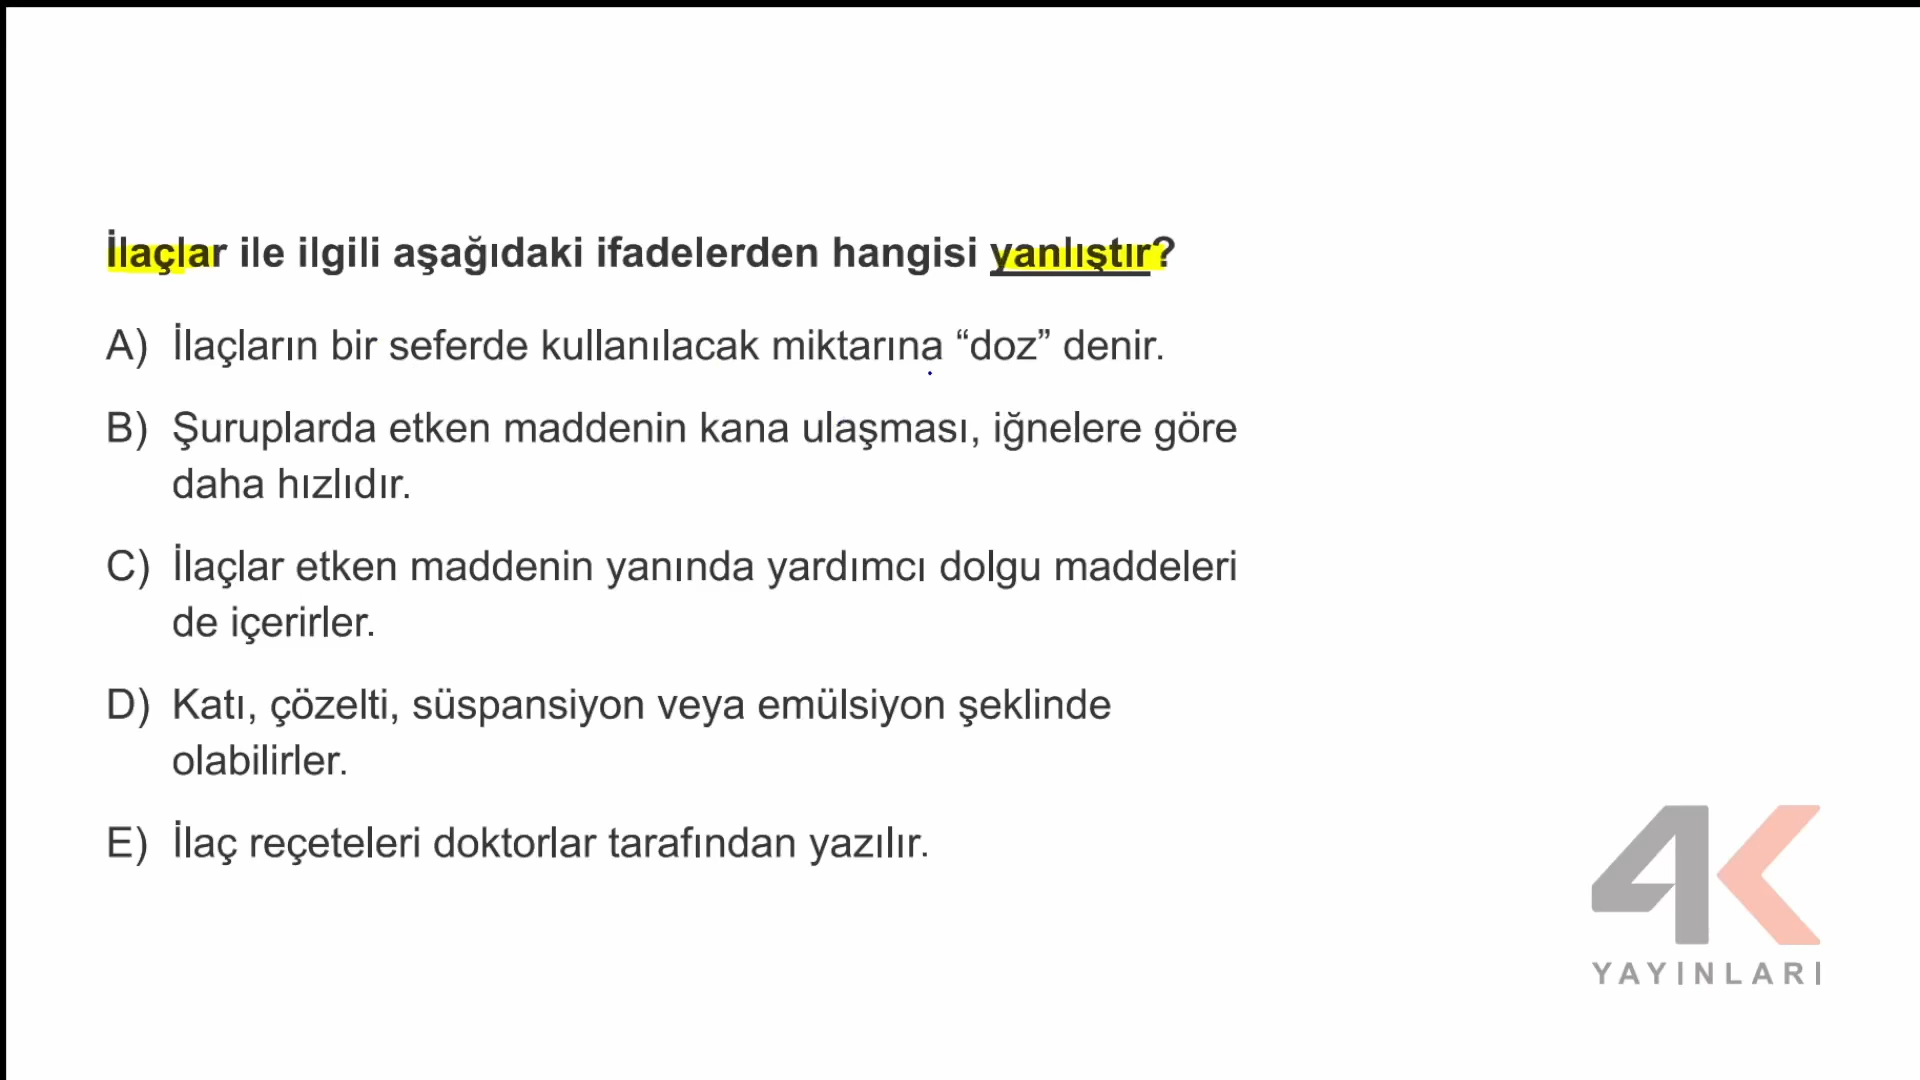 İlaçlar ile ilgili aşağıdaki ifadelerden hangisi yanlıştır?
A) İlaçların bir seferde kullanılacak miktarına “doz” denir.
B) Şuruplarda etken maddenin kana ulaşması, iğnelere göre
daha hızlıdır.
C) İlaçlar etken maddenin yanında yardımcı dolgu maddeleri
de içerirler.
D) Katı, çözelti, süspansiyon veya emülsiyon şeklinde
olabilirler.
E) İlaç reçeteleri doktorlar tarafından yazılır.
4K
YAYINLARI